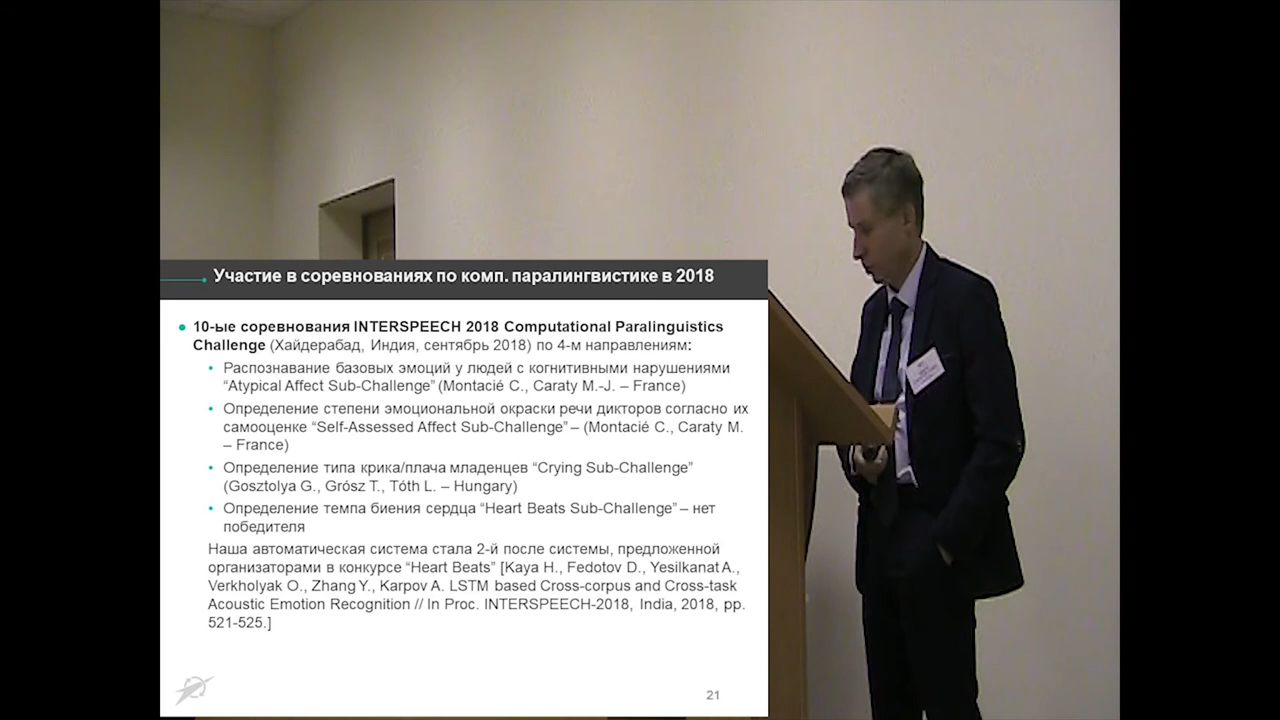 Участие в соревнованиях по комп. паралингвистике в 2018
10-ые соревнования INTERSPEECH 2018 Computational Paralinguistics
Challenge (Хайдерабад, Индия, сентябрь 2018) по 4-м направлениям:
Распознавание базовых эмоций у людей с когнитивными нарушениями
“Atypical Affect Sub-Challenge” (Montacié C., Caraty M.-J. – France)
Определение степени эмоциональной окраски речи дикторов согласно их
самооценке “Self-Assessed Affect Sub-Challenge” – (Montacié C., Caraty M.
– France)
Определение типа крика/плача младенцев “Crying Sub-Challenge”
(Gosztolya G., Grósz T., Tóth L. – Hungary)
Определение темпа биения сердца “Heart Beats Sub-Challenge” – нет
победителя
Наша автоматическая система стала 2-й после системы, предложенной
организаторами в конкурсе “Heart Beats” [Kaya H., Fedotov D., Yesilkanat A.,
Verkholyak O., Zhang Y., Karpov A. LSTM based Cross-corpus and Cross-task
Acoustic Emotion Recognition // In Proc. INTERSPEECH-2018, India, 2018, pp.
521-525.]
21